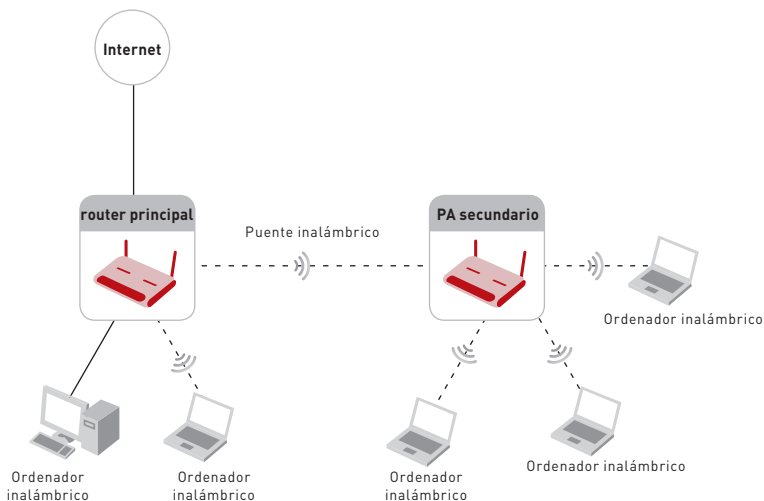 Internet
router principal
PA secundario
Puente inalámbrico
Ordenador inalámbrico
Ordenador inalámbrico
Ordenador
inalámbrico
Ordenador
inalámbrico
Ordenador
inalámbrico